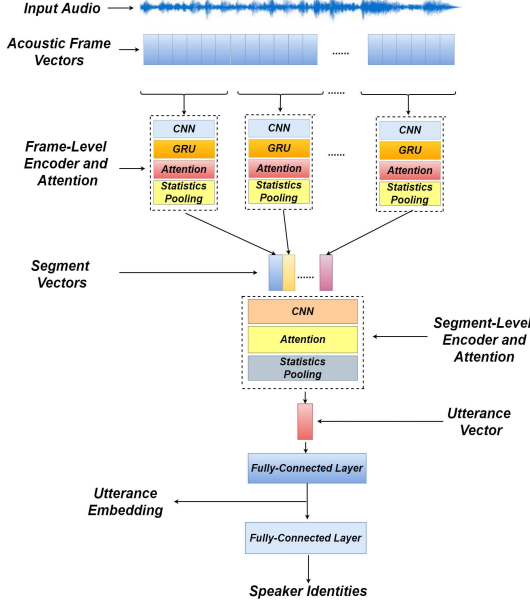 Input Audio
Acoustic Frame
Vectors
......
......
CNN
GRU
Attention
Statistics
Pooling
CNN
GRU
Attention
Statistics
Pooling
......
CNN
GRU
Attention
Statistics
Pooling
Frame-Level
Encoder and
Attention
Segment
Vectors
......
CNN
Attention
Statistics
Pooling
Segment-Level
Encoder and
Attention
Utterance
Vector
Fully-Connected Layer
Utterance
Embedding
Fully-Connected Layer
Speaker Identities